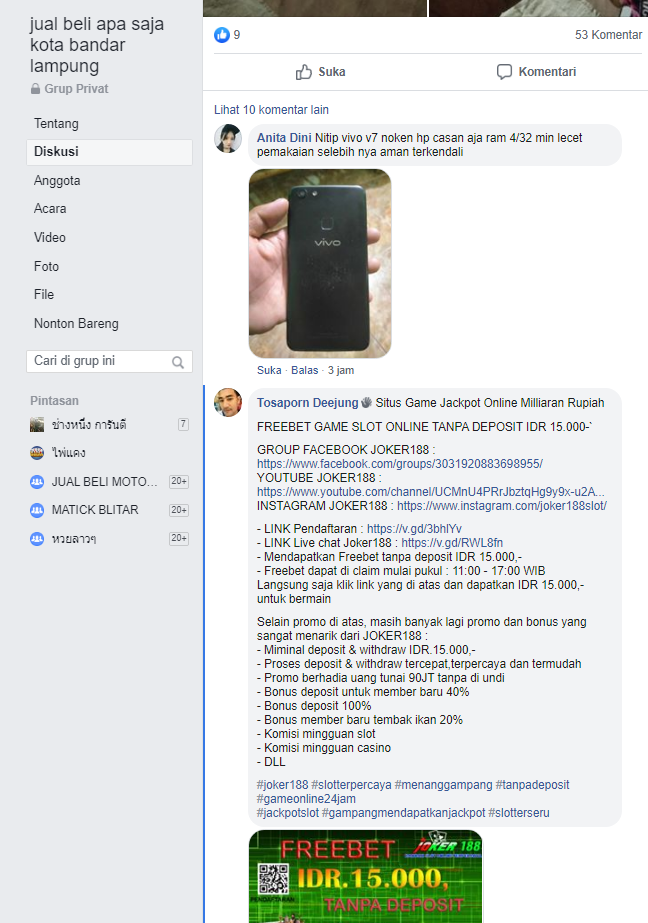 jual beli apa saja
kota bandar
lampung
Grup Privat
Tentang
Diskusi
Anggota
Acara
Video
Foto
File
Nonton Bareng
Cari di grup ini
Pintasan
ช่างหนึ่ง การันตี 7
ไพ่แคง
JUAL BELI MOTO... 20+
MATICK BLITAR 20+
หวยลาวๆ 20+
9 53 Komentar
Suka Komentari
Lihat 10 komentar lain
Anita Dini Nitip vivo v7 noken hp casan aja ram 4/32 min lecet
pemakaian selebih nya aman terkendali
vivo
Suka · Balas · 3 jam
Tosaporn Deejung Situs Game Jackpot Online Milliaran Rupiah
FREEBET GAME SLOT ONLINE TANPA DEPOSIT IDR 15.000-`
GROUP FACEBOOK JOKER188 :
https://www.facebook.com/groups/3031920883698955/
YOUTUBE JOKER188 :
https://www.youtube.com/channel/UCMnU4PRrJbztqHg9y9x-u2A...
INSTAGRAM JOKER188 : https://www.instagram.com/joker188slot/
- LINK Pendaftaran : https://v.gd/3bhlYv
- LINK Live chat Joker188 : https://v.gd/RWL8fn
- Mendapatkan Freebet tanpa deposit IDR 15.000,-
- Freebet dapat di claim mulai pukul : 11:00 - 17:00 WIB
Langsung saja klik link yang di atas dan dapatkan IDR 15.000,-
untuk bermain
Selain promo di atas, masih banyak lagi promo dan bonus yang
sangat menarik dari JOKER188 :
- Miminal deposit & withdraw IDR.15.000,-
- Proses deposit & withdraw tercepat,terpercaya dan termudah
- Promo berhadia uang tunai 90JT tanpa di undi
- Bonus deposit untuk member baru 40%
- Bonus deposit 100%
- Bonus member baru tembak ikan 20%
- Komisi mingguan slot
- Komisi mingguan casino
- DLL
#joker188 #slotterpercaya #menanggampang #tanpadeposit
#gameonline24jam
#jackpotslot #gampangmendapatkanjackpot #slotterseru
FREEBET JOKER 188
IDR.15.000,
PENDAFTARAN
TANPA DEPOSIT